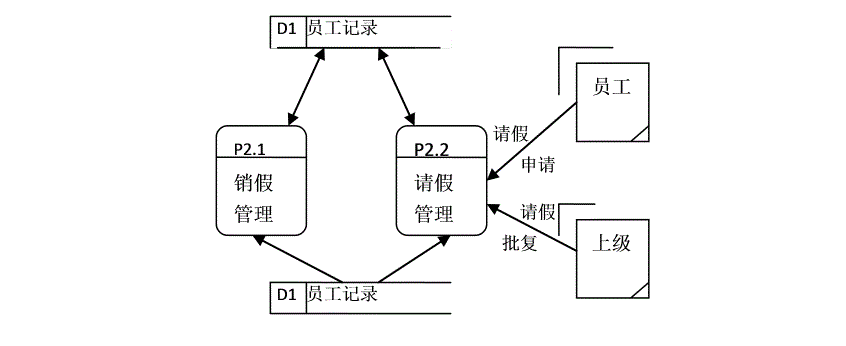 D1 员工记录
员工
请假
申请
P2.1
销假
管理
P2.2
请假
管理
请假
批复
上级
D1 员工记录